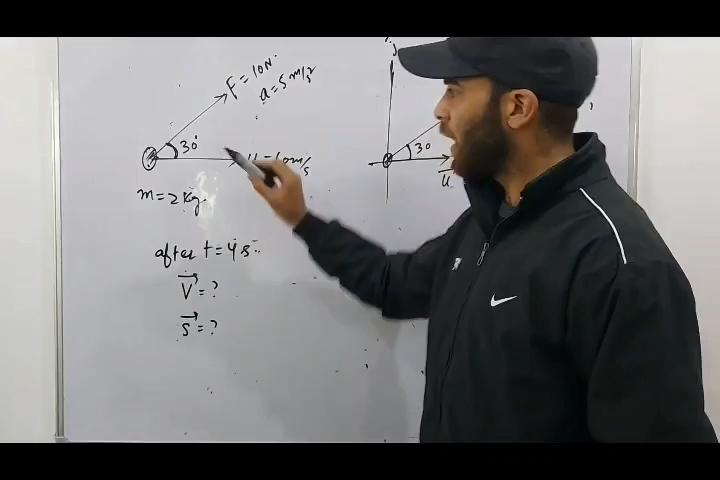 F = 10N
a = 5 m/s²
30°
u = 10 m/s
m = 2 kg
after t = 4 s
V = ?
s = ?
j
30
u